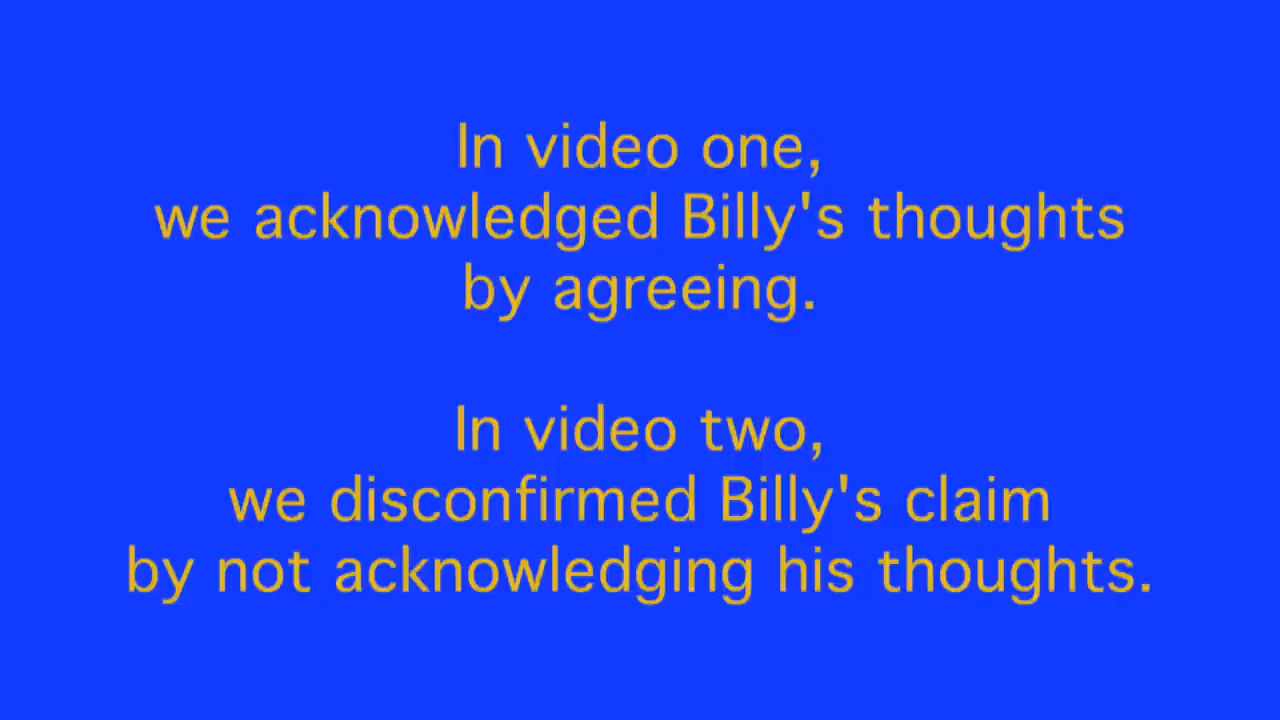 In video one,
we acknowledged Billy's thoughts
by agreeing.
In video two,
we disconfirmed Billy's claim
by not acknowledging his thoughts.